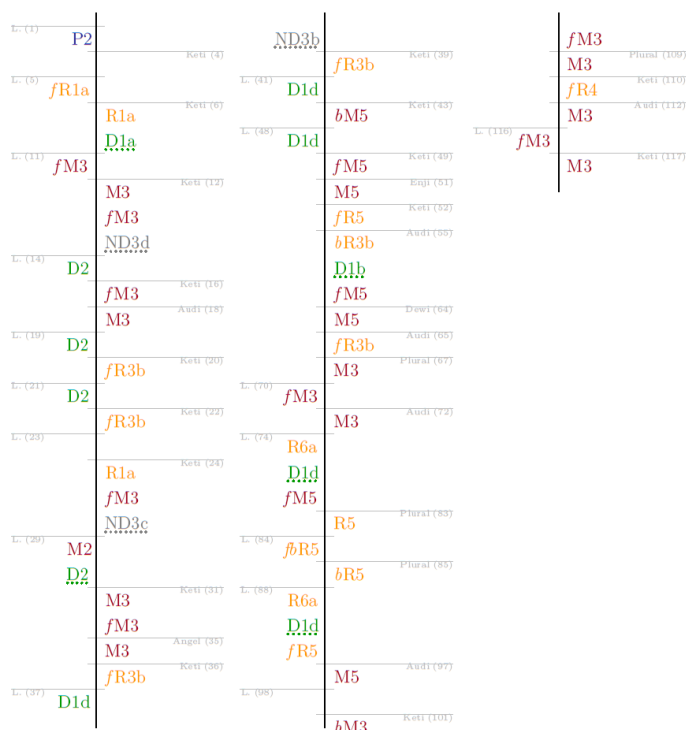 L. (1)
P2
Keti (4)
L. (5)
fR1a
Keti (6)
R1a
D1a
L. (11)
fM3
Keti (12)
M3
fM3
ND3d
L. (14)
D2
Keti (16)
fM3
Audi (18)
M3
L. (19)
D2
Keti (20)
fR3b
L. (21)
D2
Keti (22)
fR3b
L. (23)
Keti (24)
R1a
fM3
ND3c
L. (29)
M2
D2
Keti (31)
M3
fM3
Angel (35)
M3
Keti (36)
fR3b
L. (37)
D1d
ND3b
Keti (39)
fR3b
L. (41)
D1d
Keti (43)
bM5
L. (48)
D1d
Keti (49)
fM5
Enji (51)
M5
Keti (52)
fR5
Audi (55)
bR3b
D1b
fM5
Dewi (64)
M5
Audi (65)
fR3b
Plural (67)
M3
L. (70)
fM3
Audi (72)
M3
L. (74)
R6a
D1d
fM5
Plural (83)
R5
L. (84)
fbR5
Plural (85)
bR5
L. (88)
R6a
D1d
fR5
Audi (97)
M5
L. (98)
Keti (101)
bM3
fM3
Plural (109)
M3
Keti (110)
fR4
Audi (112)
M3
L. (116)
fM3
Keti (117)
M3